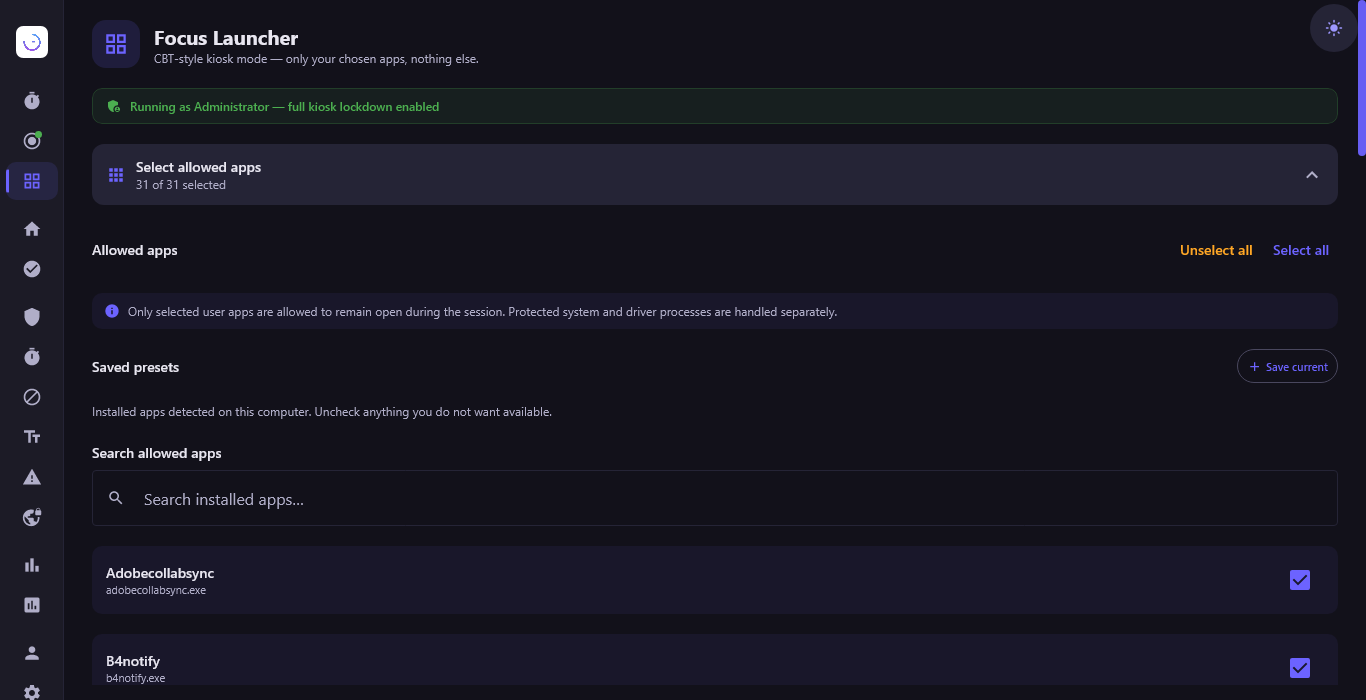 Focus Launcher
CBT-style kiosk mode — only your chosen apps, nothing else.
Running as Administrator — full kiosk lockdown enabled
Select allowed apps
31 of 31 selected
Allowed apps
Unselect all
Select all
Only selected user apps are allowed to remain open during the session. Protected system and driver processes are handled separately.
Saved presets
Save current
Installed apps detected on this computer. Uncheck anything you do not want available.
Search allowed apps
Search installed apps...
Adobecollabsync
adobecollabsync.exe
B4notify
b4notify.exe